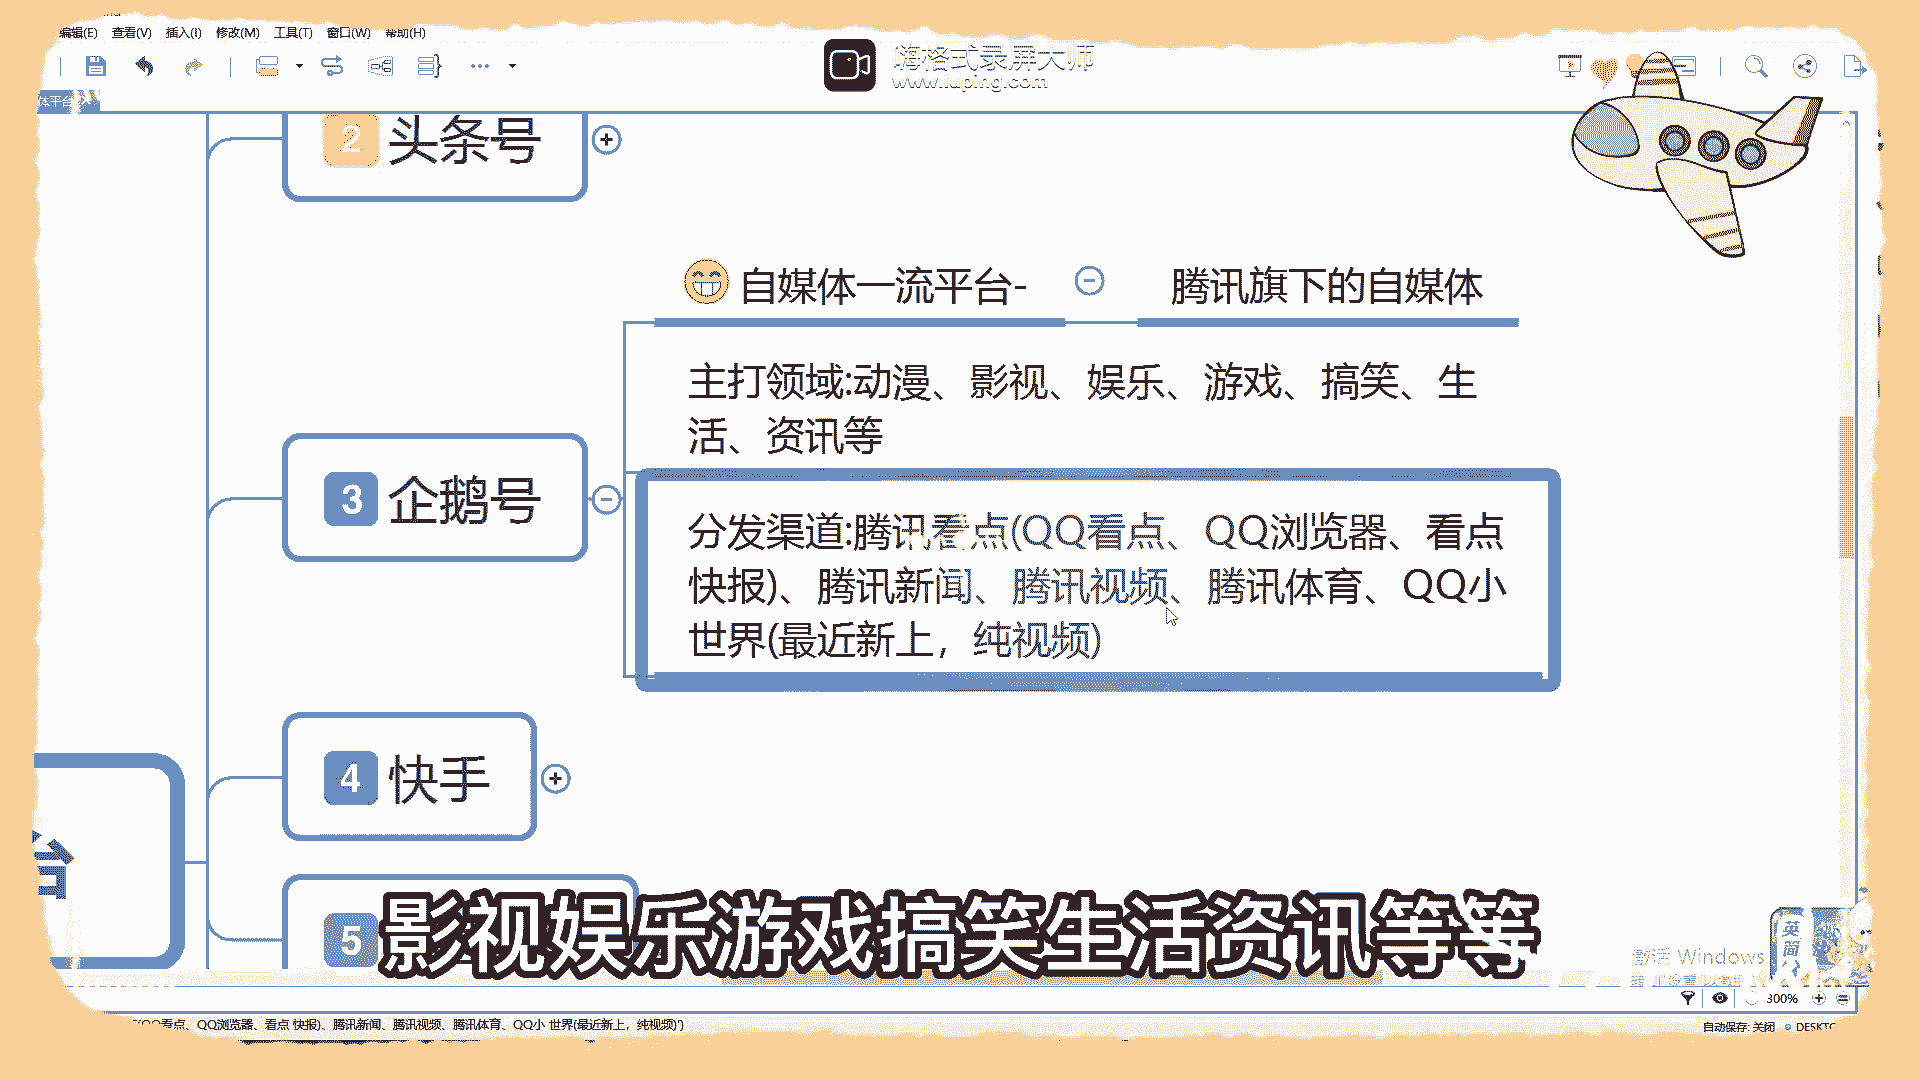 编辑(E) 查看(V) 插入(I) 修改(M) 工具(T) 窗口(W) 帮助(H)
嗨格式录屏大师
www.luping.com
体平台
2 头条号
自媒体一流平台-
腾讯旗下的自媒体
主打领域:动漫、影视、娱乐、游戏、搞笑、生
活、资讯等
3 企鹅号
分发渠道:腾讯看点(QQ看点、QQ浏览器、看点
快报)、腾讯新闻、腾讯视频、腾讯体育、QQ小
世界(最近新上，纯视频)
4 快手
台
5
影视娱乐游戏搞笑生活资讯等等
英
简
激活 Windows
300%
QQ看点、QQ浏览器、看点 快报)、腾讯新闻、腾讯视频、腾讯体育、QQ小 世界(最近新上，纯视频)')
自动保存: 关闭